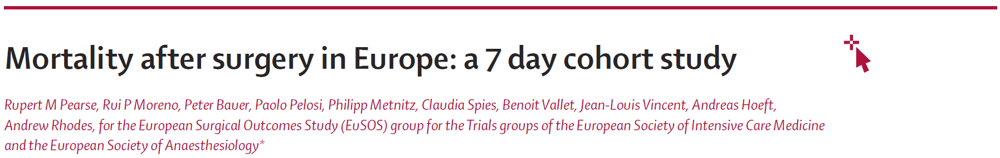 Mortality after surgery in Europe: a 7 day cohort study
Rupert M Pearse, Rui P Moreno, Peter Bauer, Paolo Pelosi, Philipp Metnitz, Claudia Spies, Benoit Vallet, Jean-Louis Vincent, Andreas Hoeft,
Andrew Rhodes, for the European Surgical Outcomes Study (EuSOS) group for the Trials groups of the European Society of Intensive Care Medicine
and the European Society of Anaesthesiology*